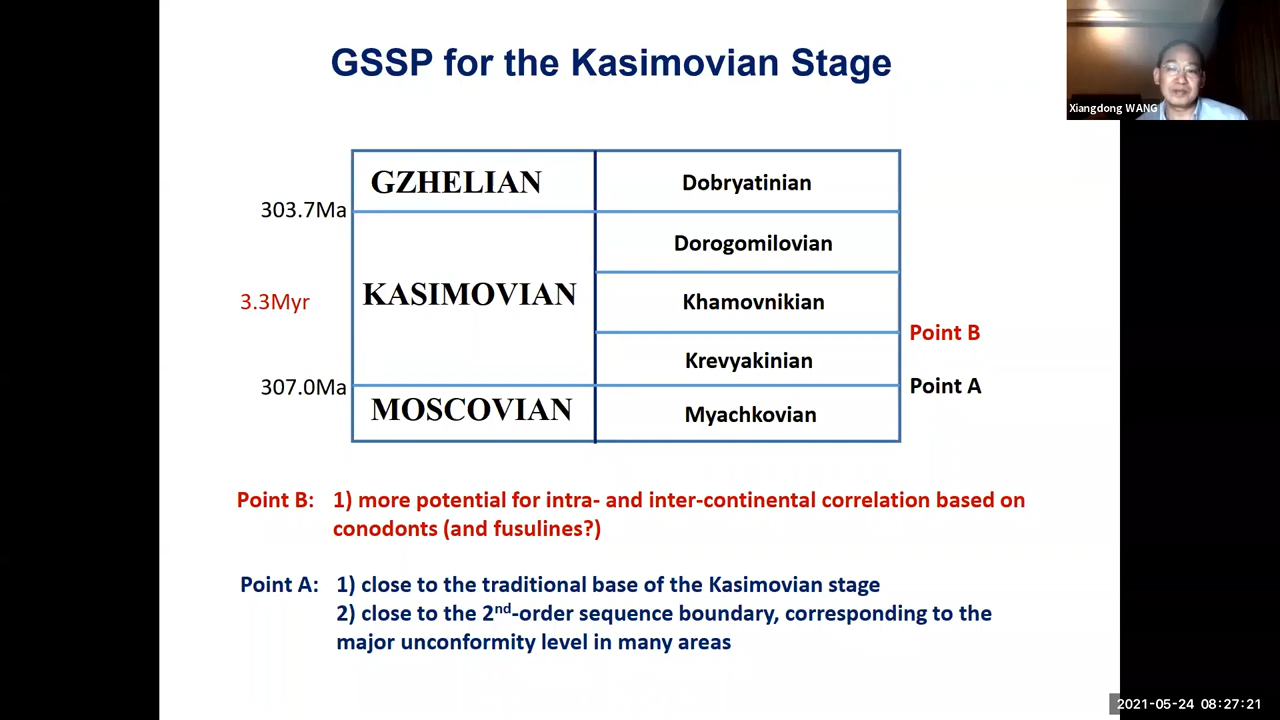 GSSP for the Kasimovian Stage
Xiangdong WANG
GZHELIAN
Dobryatinian
303.7Ma
Dorogomilovian
3.3Myr
KASIMOVIAN
Khamovnikian
Point B
Krevyakinian
307.0Ma
Point A
MOSCOVIAN
Myachkovian
Point B: 1) more potential for intra- and inter-continental correlation based on
conodonts (and fusulines?)
Point A: 1) close to the traditional base of the Kasimovian stage
2) close to the 2nd-order sequence boundary, corresponding to the
major unconformity level in many areas
2021-05-24 08:27:21